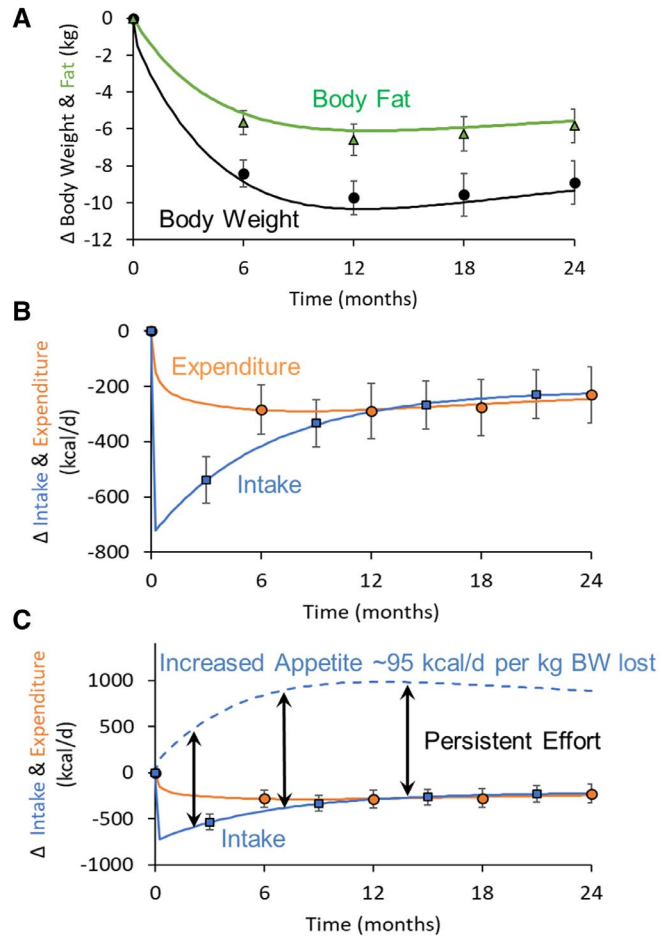 A
Δ Body Weight & Fat (kg)
0
-2
-4
-6
-8
-10
-12
Body Fat
Body Weight
0
6
12
18
24
Time (months)
B
Δ Intake & Expenditure
(kcal/d)
0
-200
-400
-600
-800
Expenditure
Intake
0
6
12
18
24
Time (months)
C
Δ Intake & Expenditure
(kcal/d)
1000
500
0
-500
-1000
Increased Appetite ~95 kcal/d per kg BW lost
Persistent Effort
Intake
0
6
12
18
24
Time (months)